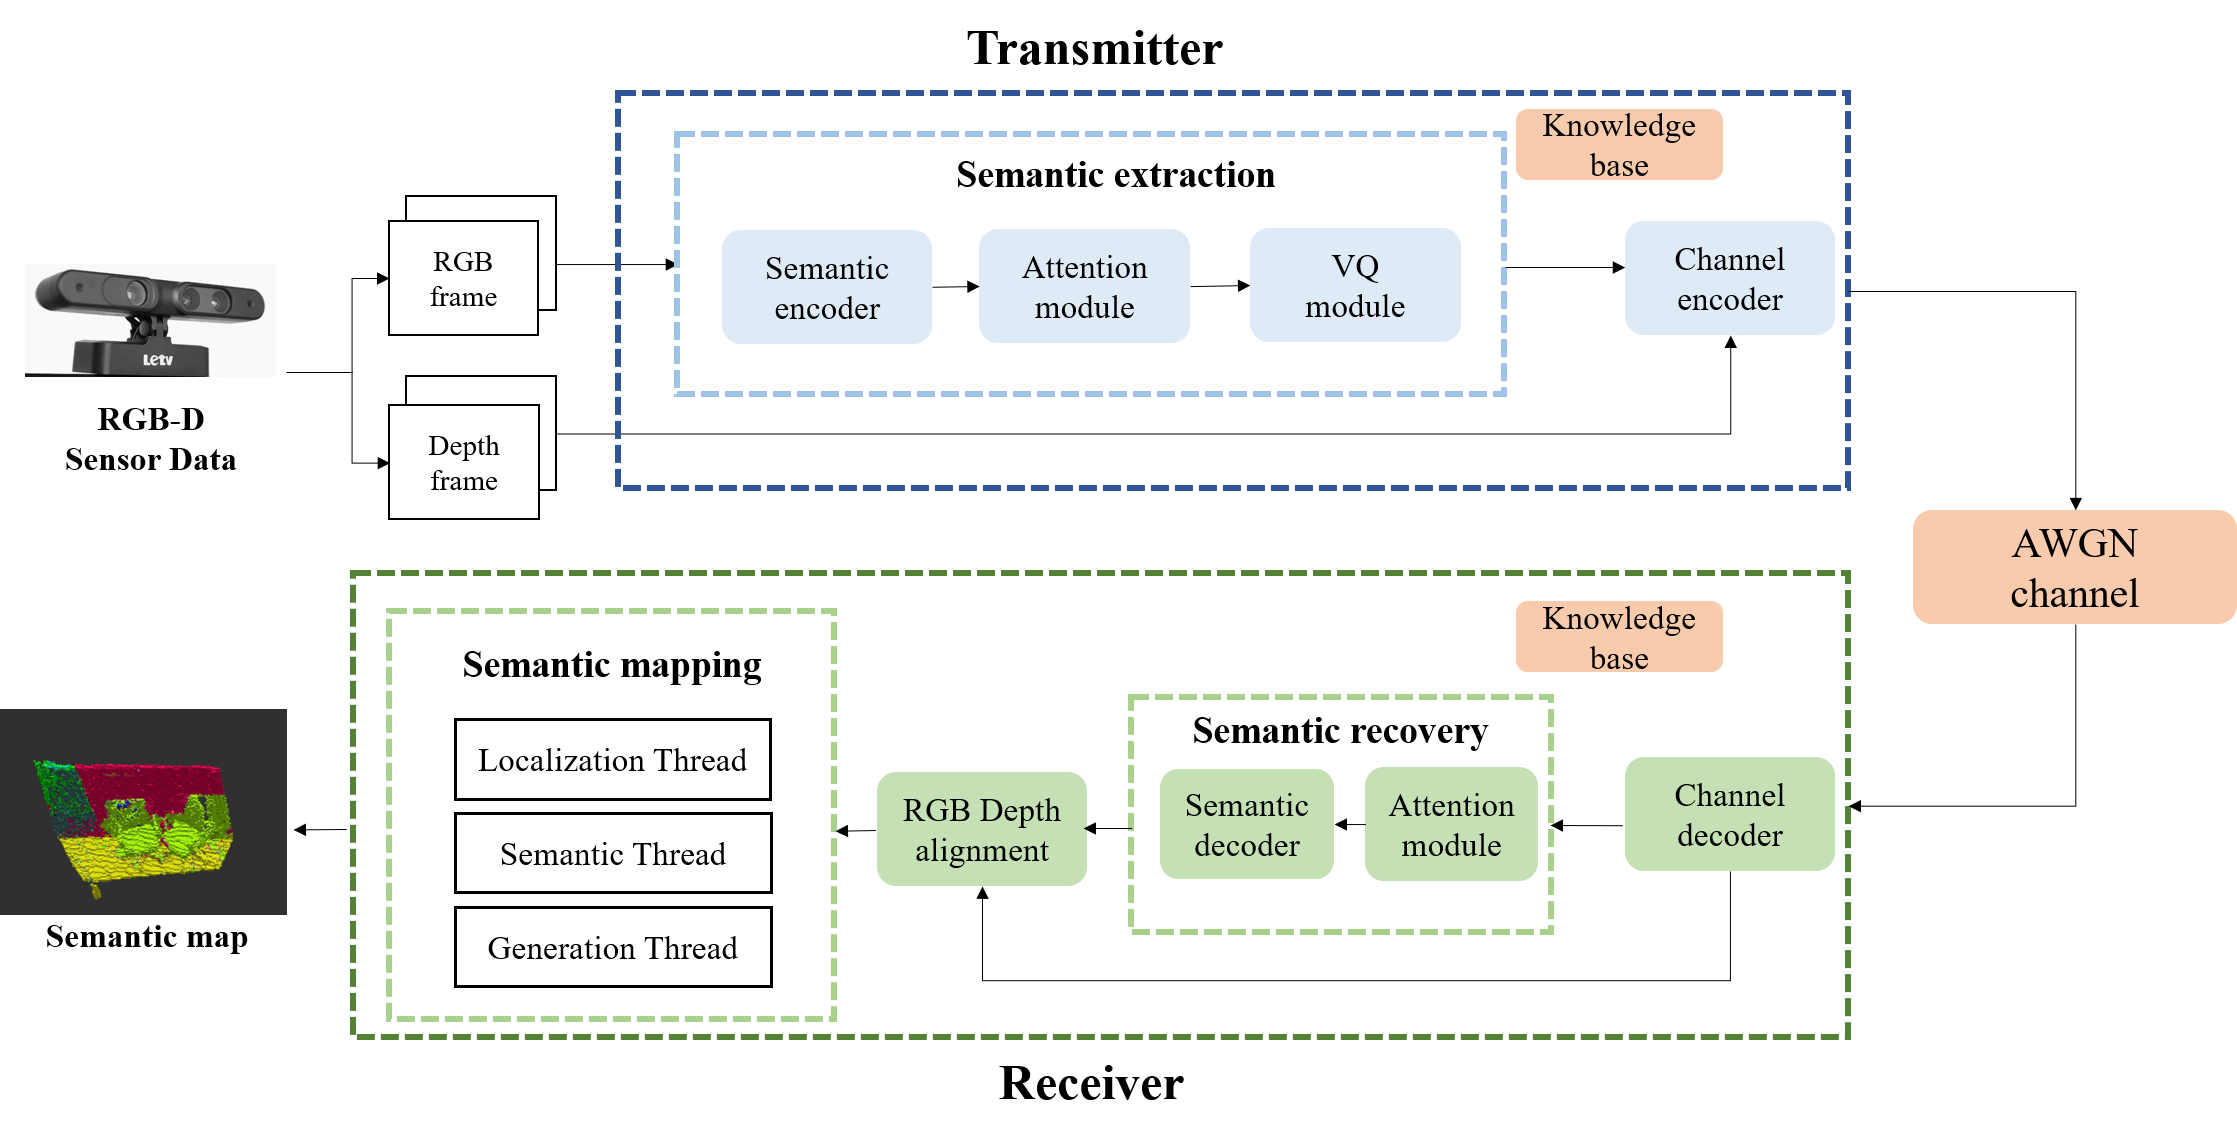 Transmitter
Knowledge
base
Semantic extraction
Semantic
encoder
Attention
module
VQ
module
Channel
encoder
RGB
frame
Letv
RGB-D
Sensor Data
Depth
frame
AWGN
channel
Knowledge
base
Semantic mapping
Localization Thread
Semantic Thread
Generation Thread
RGB Depth
alignment
Semantic recovery
Semantic
decoder
Attention
module
Channel
decoder
Semantic map
Receiver